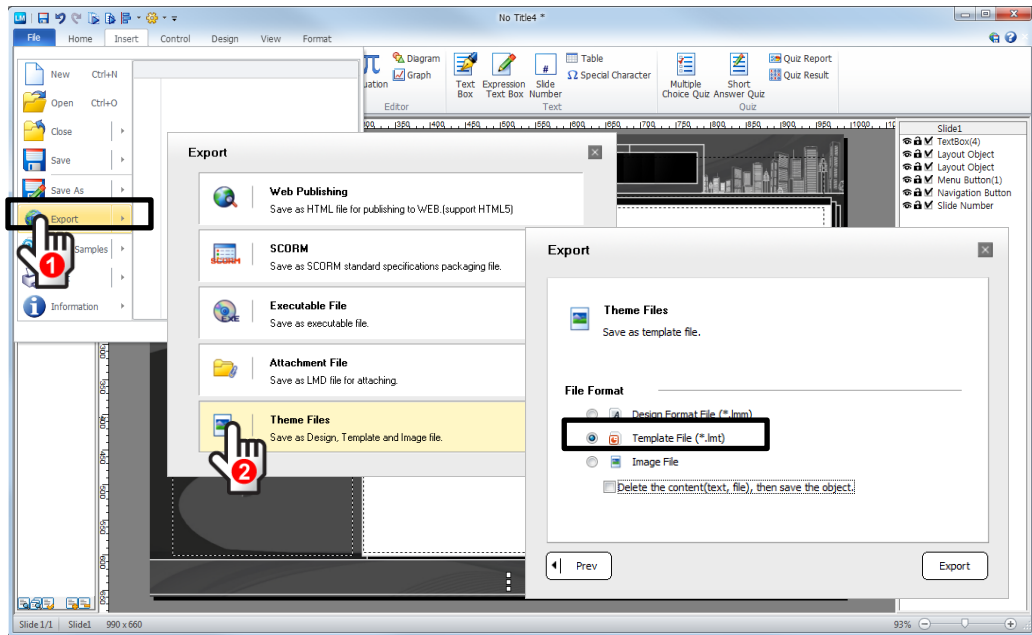 LM
No Title4 *
File Home Insert Control Design View Format
New Ctrl+N
Open Ctrl+O
Close
Save
Save As
Export
Samples
Information
uation
Diagram
Graph
Editor
Text Box
Expression Text Box
Slide Number
Table
Special Character
Text
Multiple Choice Quiz
Short Answer Quiz
Quiz Report
Quiz Result
Quiz
Export
Web Publishing
Save as HTML file for publishing to WEB.(support HTML5)
SCORM
SCORM
Save as SCORM standard specifications packaging file.
EXE
Executable File
Save as executable file.
Attachment File
Save as LMD file for attaching.
Theme Files
Save as Design, Template and Image file.
1
2
Export
Theme Files
Save as template file.
File Format
Design Format File (*.lmm)
Template File (*.lmt)
Image File
Delete the content(text, file), then save the object.
Prev
Export
Slide1
TextBox(4)
Layout Object
Layout Object
Menu Button(1)
Navigation Button
Slide Number
Slide 1/1 Slide1 990 x 660
93%